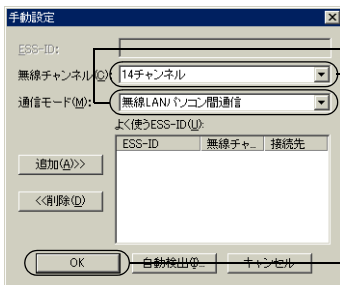 手動設定
ESS-ID:
無線チャンネル(C): 14チャンネル
通信モード(M): 無線LANパソコン間通信
よく使うESS-ID(U):
ESS-ID 無線チャ... 接続先
追加(A)>>
<<削除(D)
OK 自動検出(I)... キャンセル